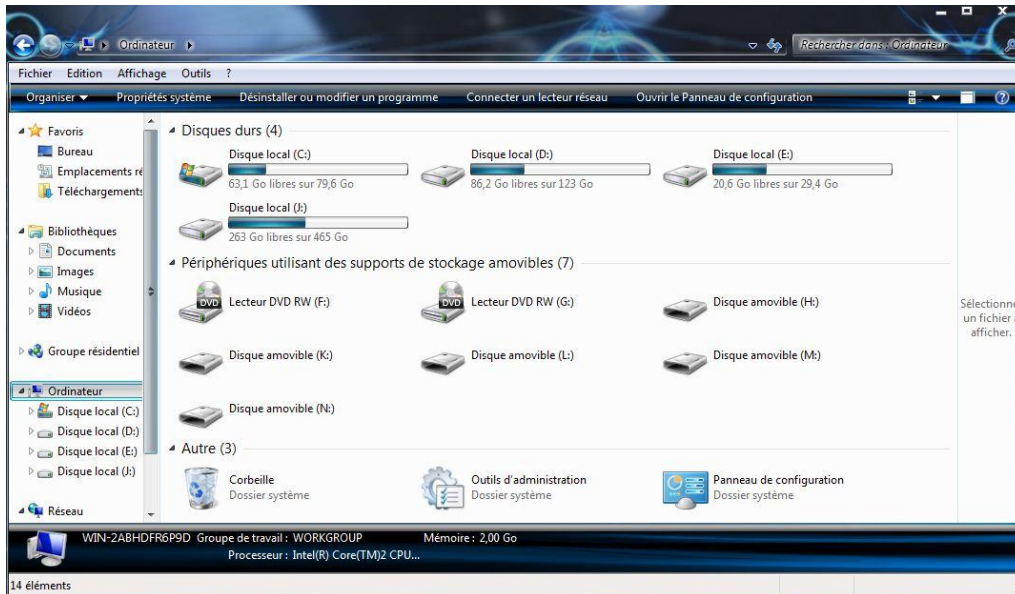 Ordinateur
Rechercher dans : Ordinateur
Fichier Edition Affichage Outils ?
Organiser Propriétés système Désinstaller ou modifier un programme Connecter un lecteur réseau Ouvrir le Panneau de configuration
Favoris
Bureau
Emplacements ré
Téléchargements
Bibliothèques
Documents
Images
Musique
Vidéos
Groupe résidentiel
Ordinateur
Disque local (C:)
Disque local (D:)
Disque local (E:)
Disque local (J:)
Réseau
Disques durs (4)
Disque local (C:)
63,1 Go libres sur 79,6 Go
Disque local (D:)
86,2 Go libres sur 123 Go
Disque local (E:)
20,6 Go libres sur 29,4 Go
Disque local (J:)
263 Go libres sur 465 Go
Périphériques utilisant des supports de stockage amovibles (7)
DVD
Lecteur DVD RW (F:)
DVD
Lecteur DVD RW (G:)
Disque amovible (H:)
Disque amovible (K:)
Disque amovible (L:)
Disque amovible (M:)
Disque amovible (N:)
Autre (3)
Corbeille
Dossier système
Outils d'administration
Dossier système
Panneau de configuration
Dossier système
Sélectionne
un fichier à
afficher.
WIN-2ABHDFR6P9D Groupe de travail : WORKGROUP Mémoire : 2,00 Go
Processeur : Intel(R) Core(TM)2 CPU...
14 éléments